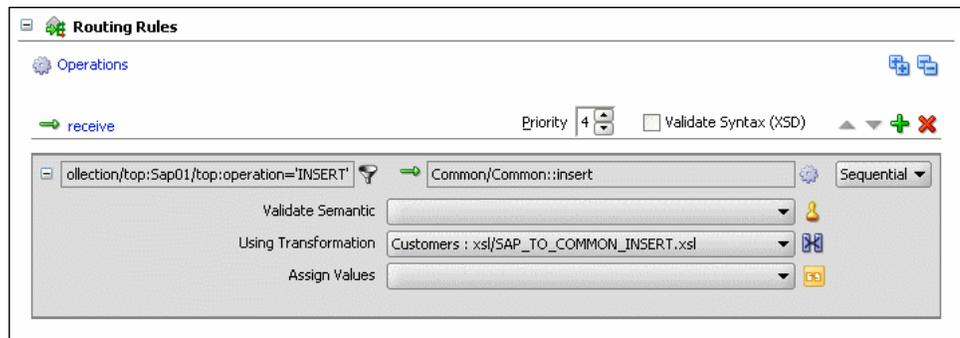 Routing Rules
Operations
receive Priority 4 Validate Syntax (XSD)
ollection/top:Sap01/top:operation='INSERT' Common/Common::insert Sequential
Validate Semantic
Using Transformation Customers : xsl/SAP_TO_COMMON_INSERT.xsl
Assign Values